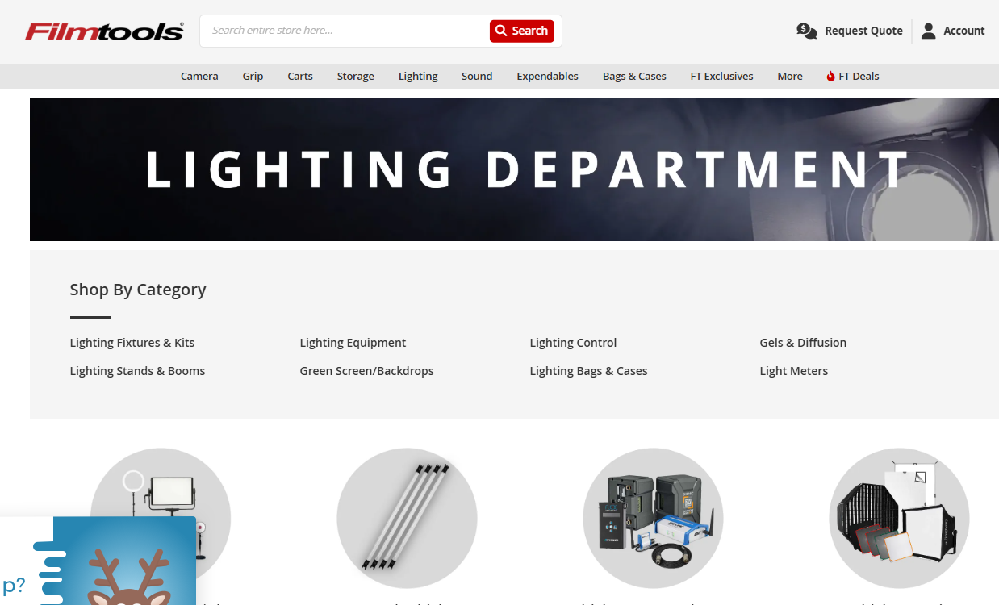 Filmtools®
Search entire store here...
Search
Request Quote
Account
Camera
Grip
Carts
Storage
Lighting
Sound
Expendables
Bags & Cases
FT Exclusives
More
FT Deals
LIGHTING DEPARTMENT
Shop By Category
Lighting Fixtures & Kits
Lighting Equipment
Lighting Control
Gels & Diffusion
Lighting Stands & Booms
Green Screen/Backdrops
Lighting Bags & Cases
Light Meters
p?